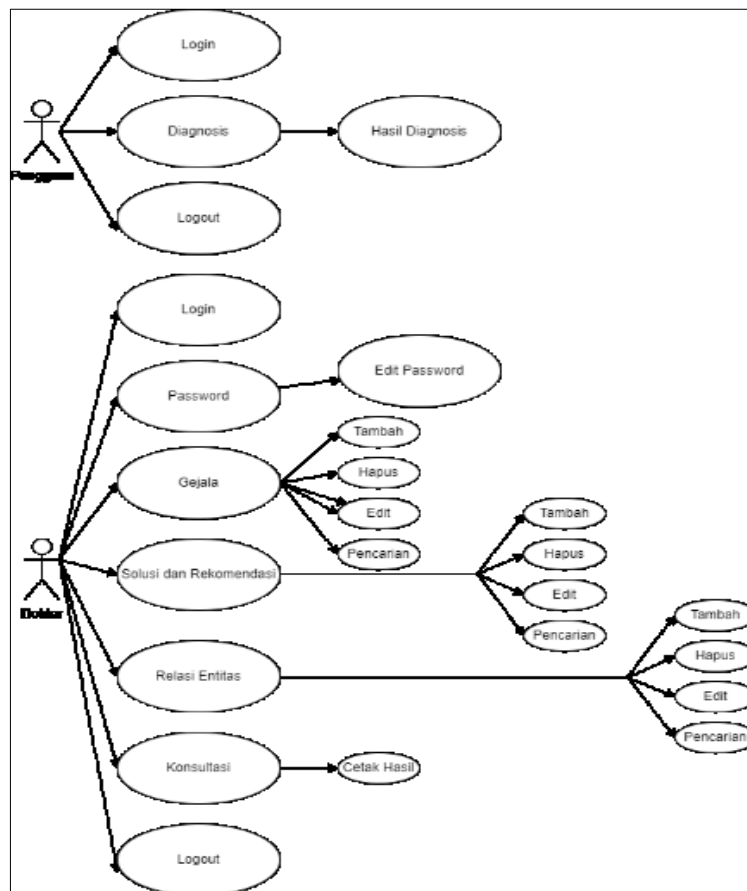 Login
Diagnosis
Hasil Diagnosis
Pengguna
Logout
Login
Password
Edit Password
Gejala
Tambah
Hapus
Edit
Pencarian
Dokter
Solusi dan Rekomendasi
Tambah
Hapus
Edit
Pencarian
Relasi Entitas
Tambah
Hapus
Edit
Pencarian
Konsultasi
Cetak Hasil
Logout